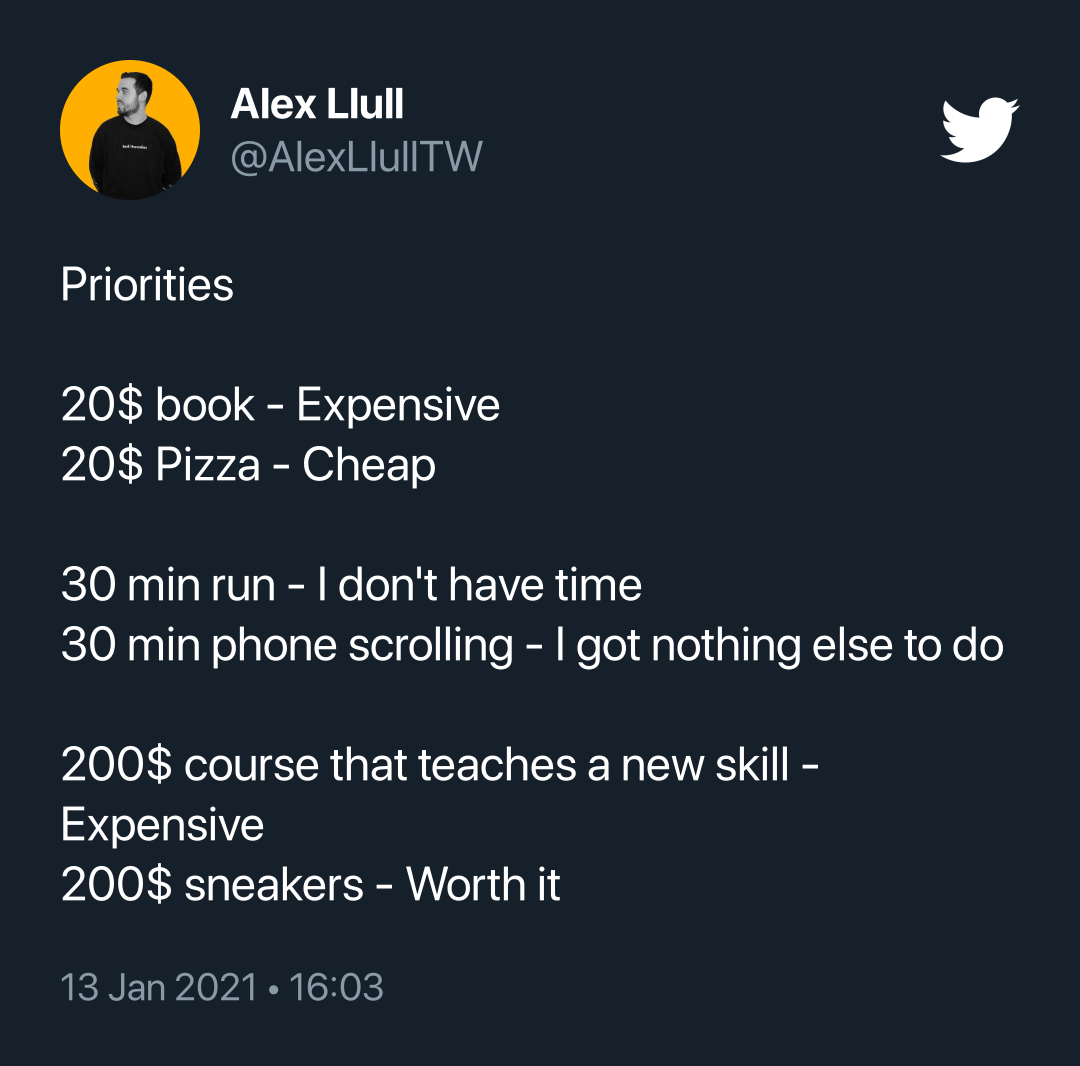 Alex Llull
@AlexLlullTW
Priorities
20$ book - Expensive
20$ Pizza - Cheap
30 min run - I don't have time
30 min phone scrolling - I got nothing else to do
200$ course that teaches a new skill -
Expensive
200$ sneakers - Worth it
13 Jan 2021 • 16:03